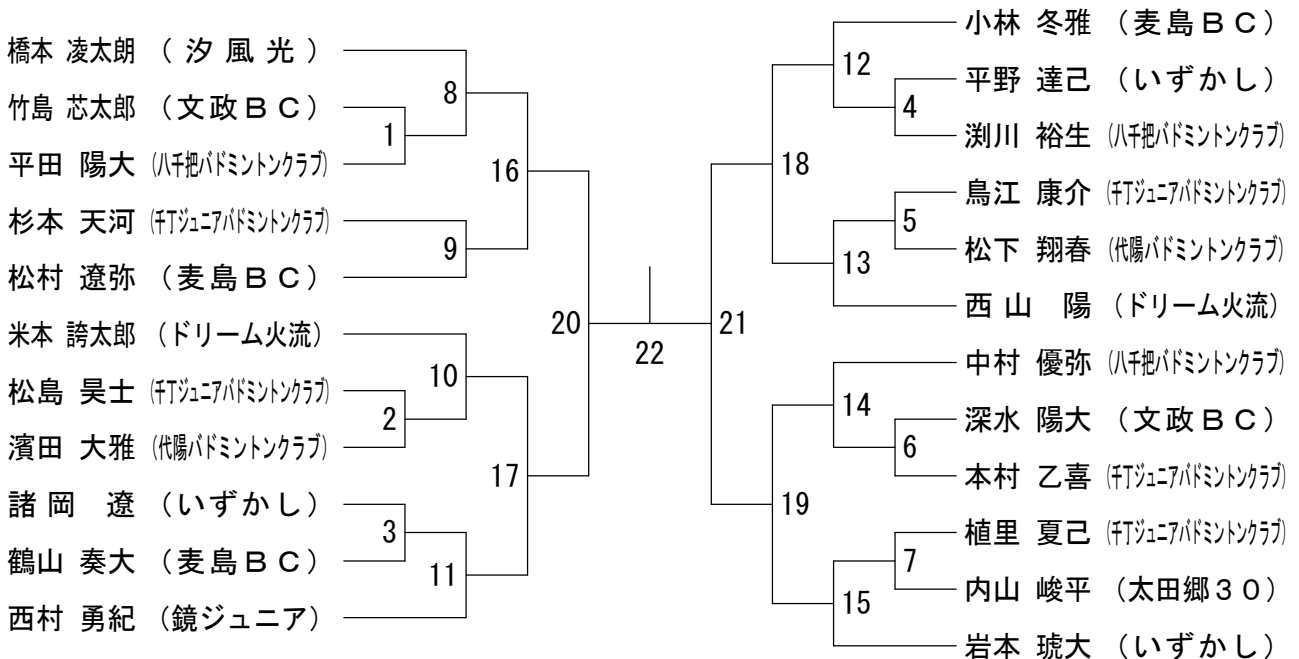 橋本 凌太朗 （ 汐 風 光 ）
竹島 芯太郎 （文政ＢＣ）
平田 陽大 （八千把バドミントンクラブ）
杉本 天河 （千丁ジュニアバドミントンクラブ）
松村 遼弥 （麦島ＢＣ）
米本 誇太郎 （ドリーム火流）
松島 昊士 （千丁ジュニアバドミントンクラブ）
濱田 大雅 （代陽バドミントンクラブ）
諸岡 遼 （いずかし）
鶴山 奏大 （麦島ＢＣ）
西村 勇紀 （鏡ジュニア）
1
2
3
8
9
10
11
16
17
20
22
21
18
19
12
13
14
15
4
5
6
7
小林 冬雅 （麦島ＢＣ）
平野 達己 （いずかし）
渕川 裕生 （八千把バドミントンクラブ）
鳥江 康介 （千丁ジュニアバドミントンクラブ）
松下 翔春 （代陽バドミントンクラブ）
西山 陽 （ドリーム火流）
中村 優弥 （八千把バドミントンクラブ）
深水 陽大 （文政ＢＣ）
本村 乙喜 （千丁ジュニアバドミントンクラブ）
植里 夏己 （千丁ジュニアバドミントンクラブ）
内山 峻平 （太田郷３０）
岩本 琥大 （いずかし）